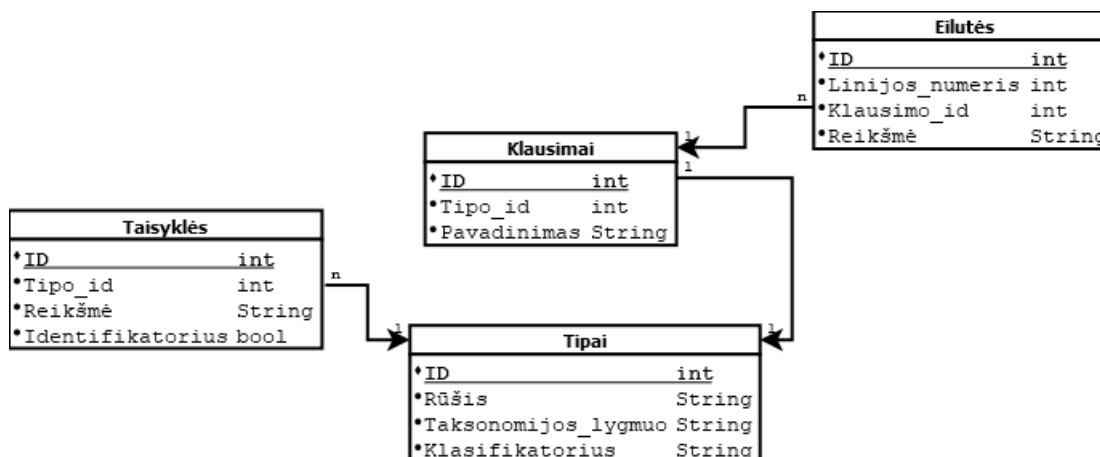 Eilutės
ID int
Linijos_numeris int
Klausimo_id int
Reikšmė String
n
1
Klausimai
ID int
Tipo_id int
Pavadinimas String
1
Taisyklės
ID int
Tipo_id int
Reikšmė String
Identifikatorius bool
n
1
1
Tipai
ID int
Rūšis String
Taksonomijos_lygmuo String
Klasifikatorius String